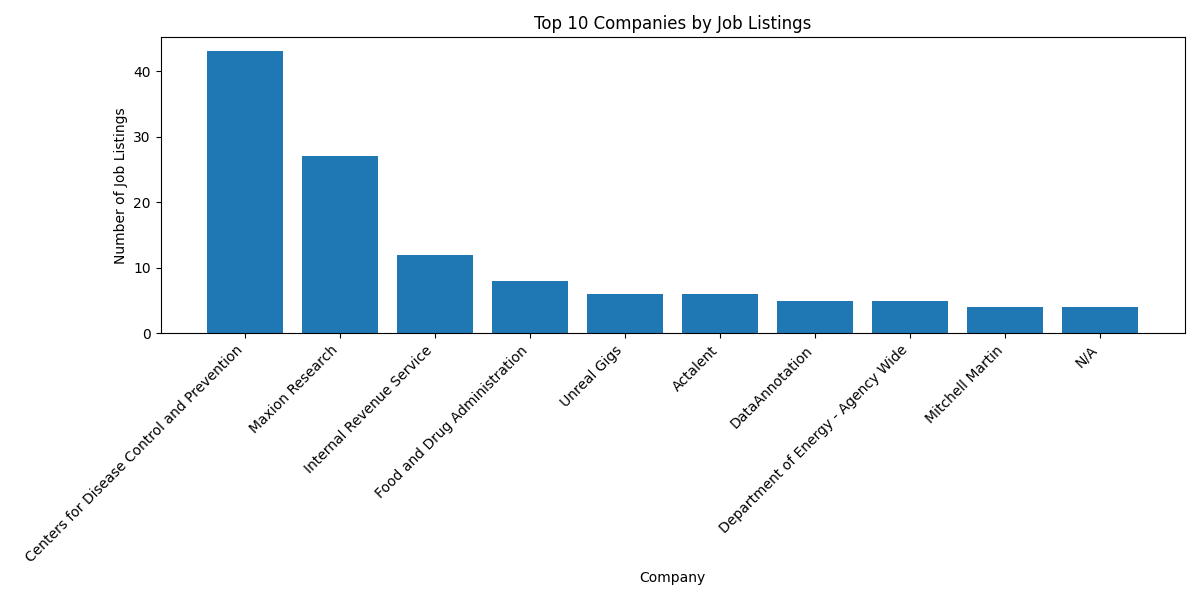 Top 10 Companies by Job Listings
Number of Job Listings
40
30
20
10
0
Centers for Disease Control and Prevention
Maxion Research
Internal Revenue Service
Food and Drug Administration
Unreal Gigs
Actalent
DataAnnotation
Department of Energy - Agency Wide
Mitchell Martin
N/A
Company